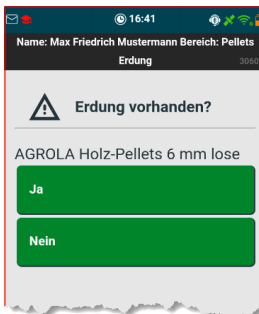 16:41
Name: Max Friedrich Mustermann Bereich: Pellets
Erdung
3060
Erdung vorhanden?
AGROLA Holz-Pellets 6 mm lose
Ja
Nein